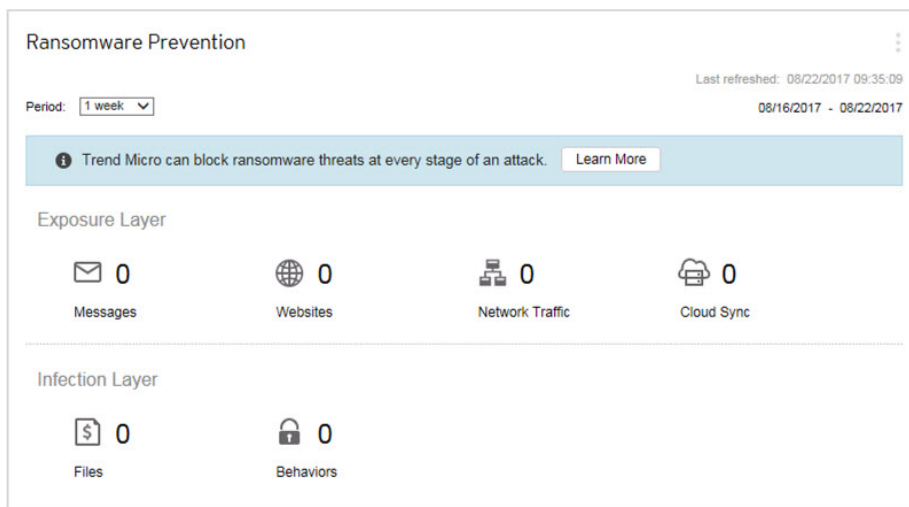 Ransomware Prevention
Last refreshed: 08/22/2017 09:35:09
Period: 1 week
08/16/2017 - 08/22/2017
Trend Micro can block ransomware threats at every stage of an attack. Learn More
Exposure Layer
0 0 0 0
Messages Websites Network Traffic Cloud Sync
Infection Layer
$ 0 0
Files Behaviors